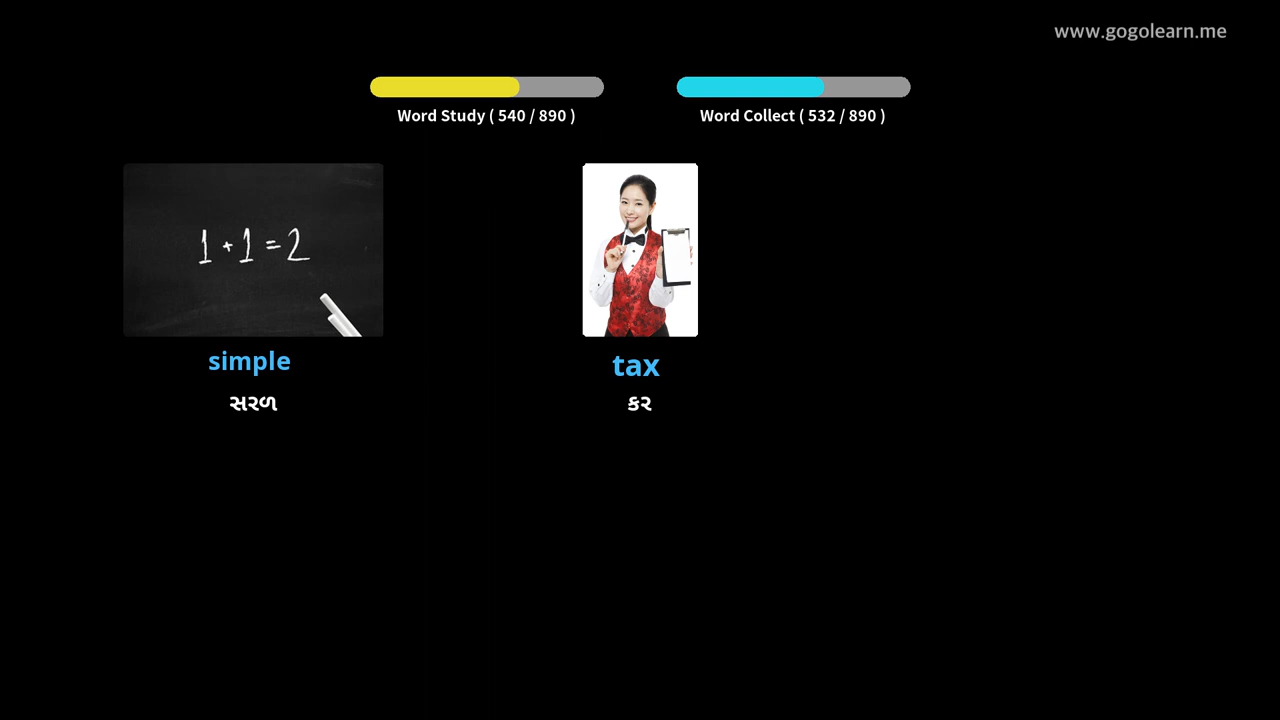 www.gogolearn.me
Word Study ( 540 / 890 )
Word Collect ( 532 / 890 )
1 + 1 = 2
simple
સરળ
tax
કર